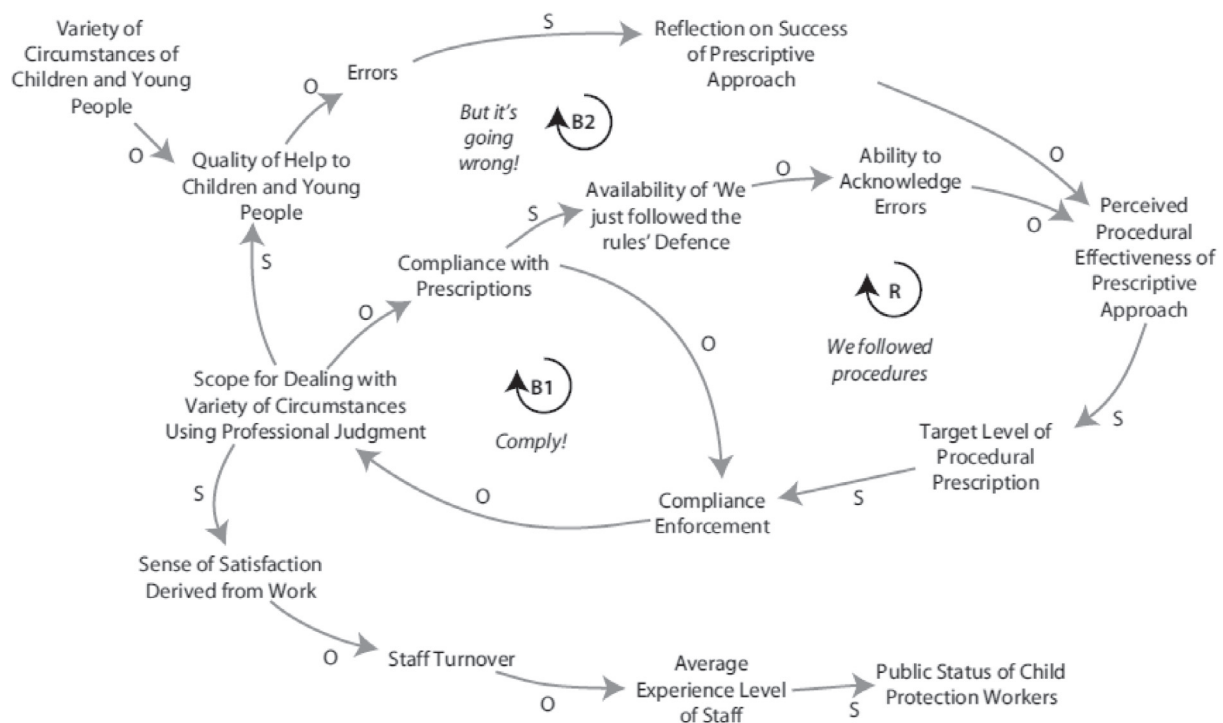 Variety of
Circumstances of
Children and Young
People
O
Quality of Help to
Children and Young
People
O
Errors
S
Reflection on Success
of Prescriptive
Approach
O
But it's
going
wrong!
B2
S
Availability of 'We
just followed the
rules' Defence
O
Ability to
Acknowledge
Errors
O
Perceived
Procedural
Effectiveness of
Prescriptive
Approach
S
Compliance with
Prescriptions
O
S
O
R
We followed
procedures
Scope for Dealing with
Variety of Circumstances
Using Professional Judgment
B1
Comply!
Target Level of
Procedural
Prescription
S
Compliance
Enforcement
O
S
Sense of Satisfaction
Derived from Work
O
Staff Turnover
O
Average
Experience Level
of Staff
S
Public Status of Child
Protection Workers